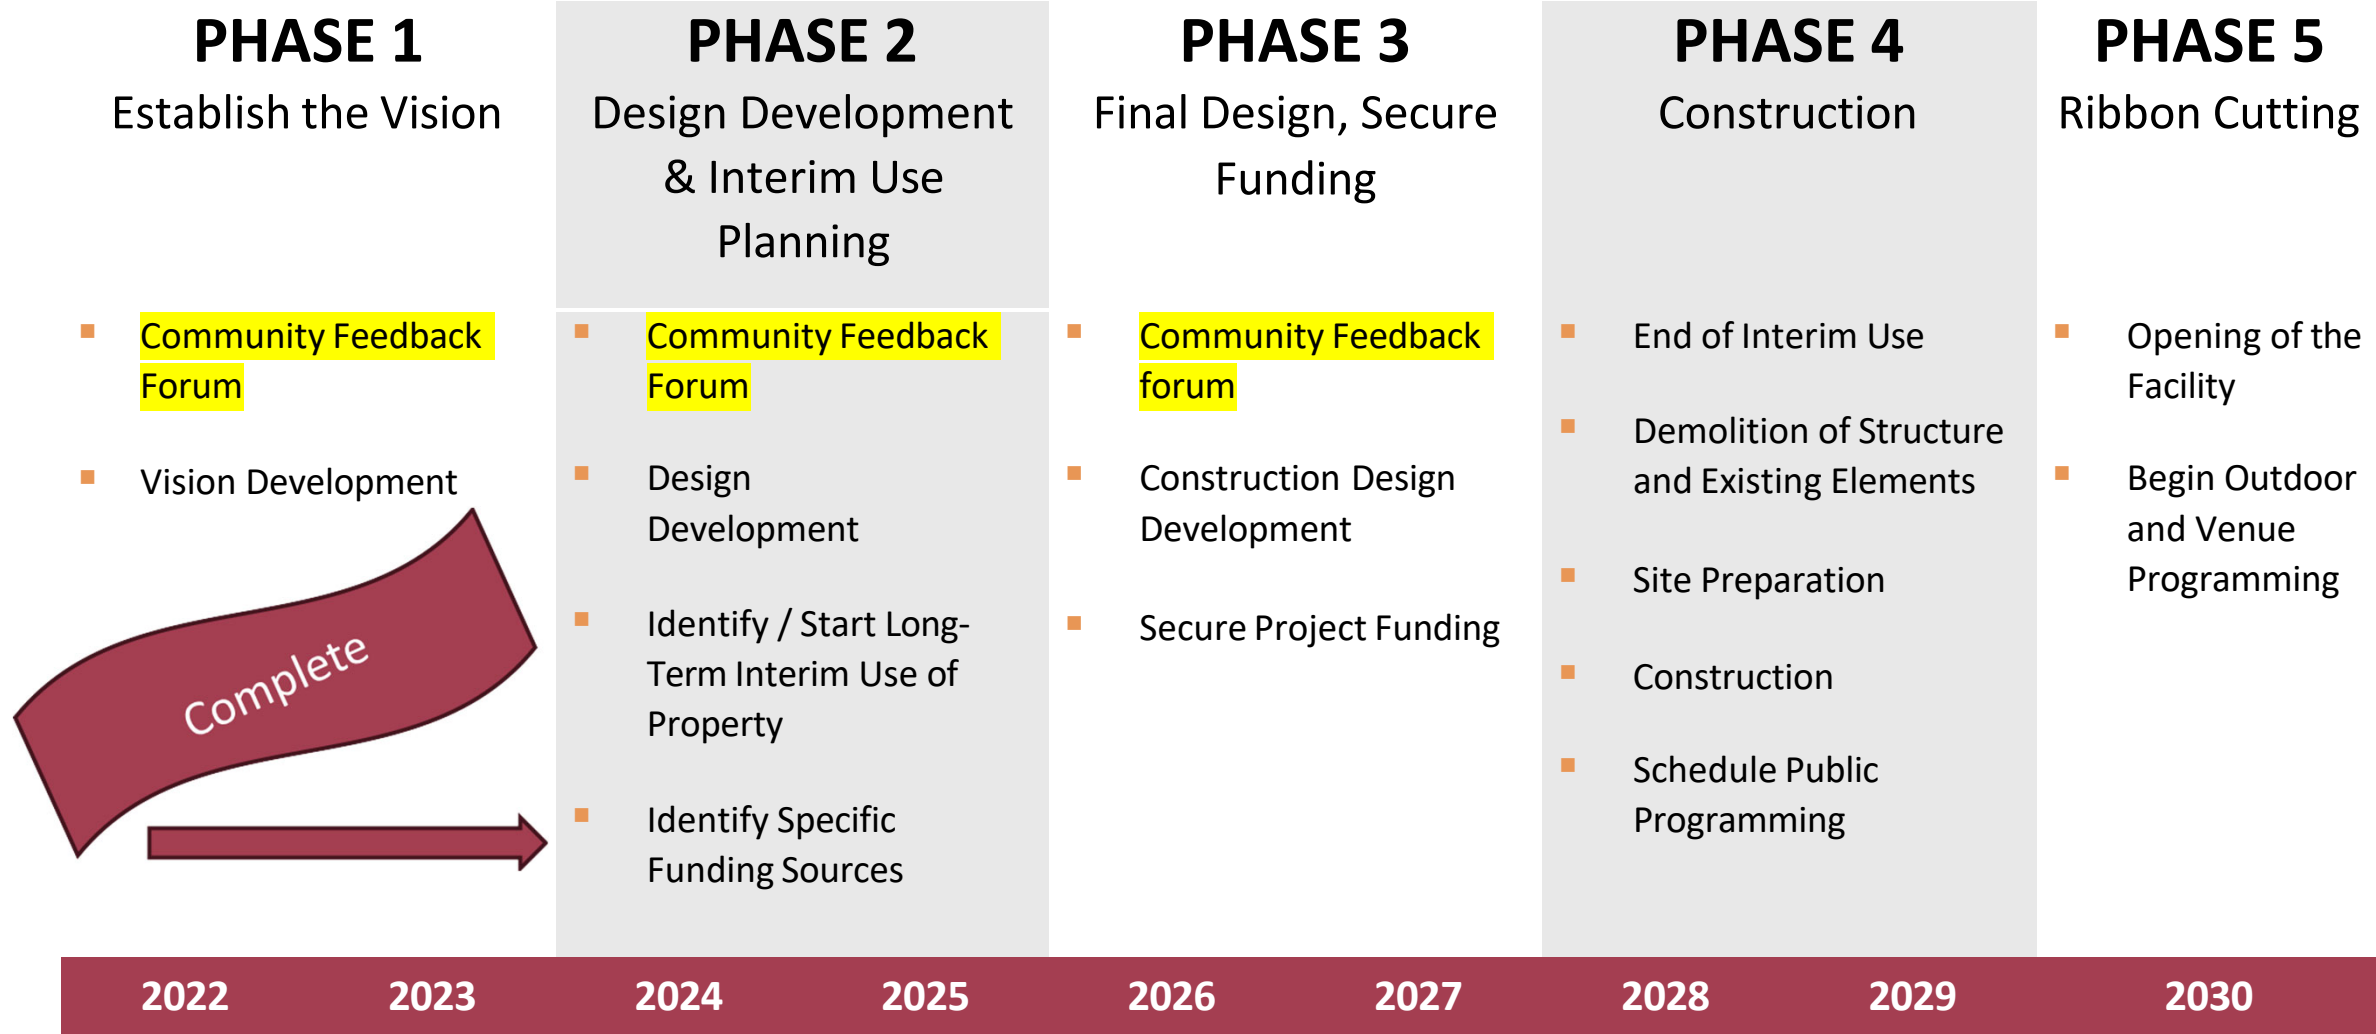 PHASE 1
Establish the Vision
Community Feedback
Forum
Vision Development
Complete
PHASE 2
Design Development
& Interim Use
Planning
Community Feedback
Forum
Design
Development
Identify / Start Long-
Term Interim Use of
Property
Identify Specific
Funding Sources
PHASE 3
Final Design, Secure
Funding
Community Feedback
forum
Construction Design
Development
Secure Project Funding
PHASE 4
Construction
End of Interim Use
Demolition of Structure
and Existing Elements
Site Preparation
Construction
Schedule Public
Programming
PHASE 5
Ribbon Cutting
Opening of the
Facility
Begin Outdoor
and Venue
Programming
2022 2023 2024 2025 2026 2027 2028 2029 2030